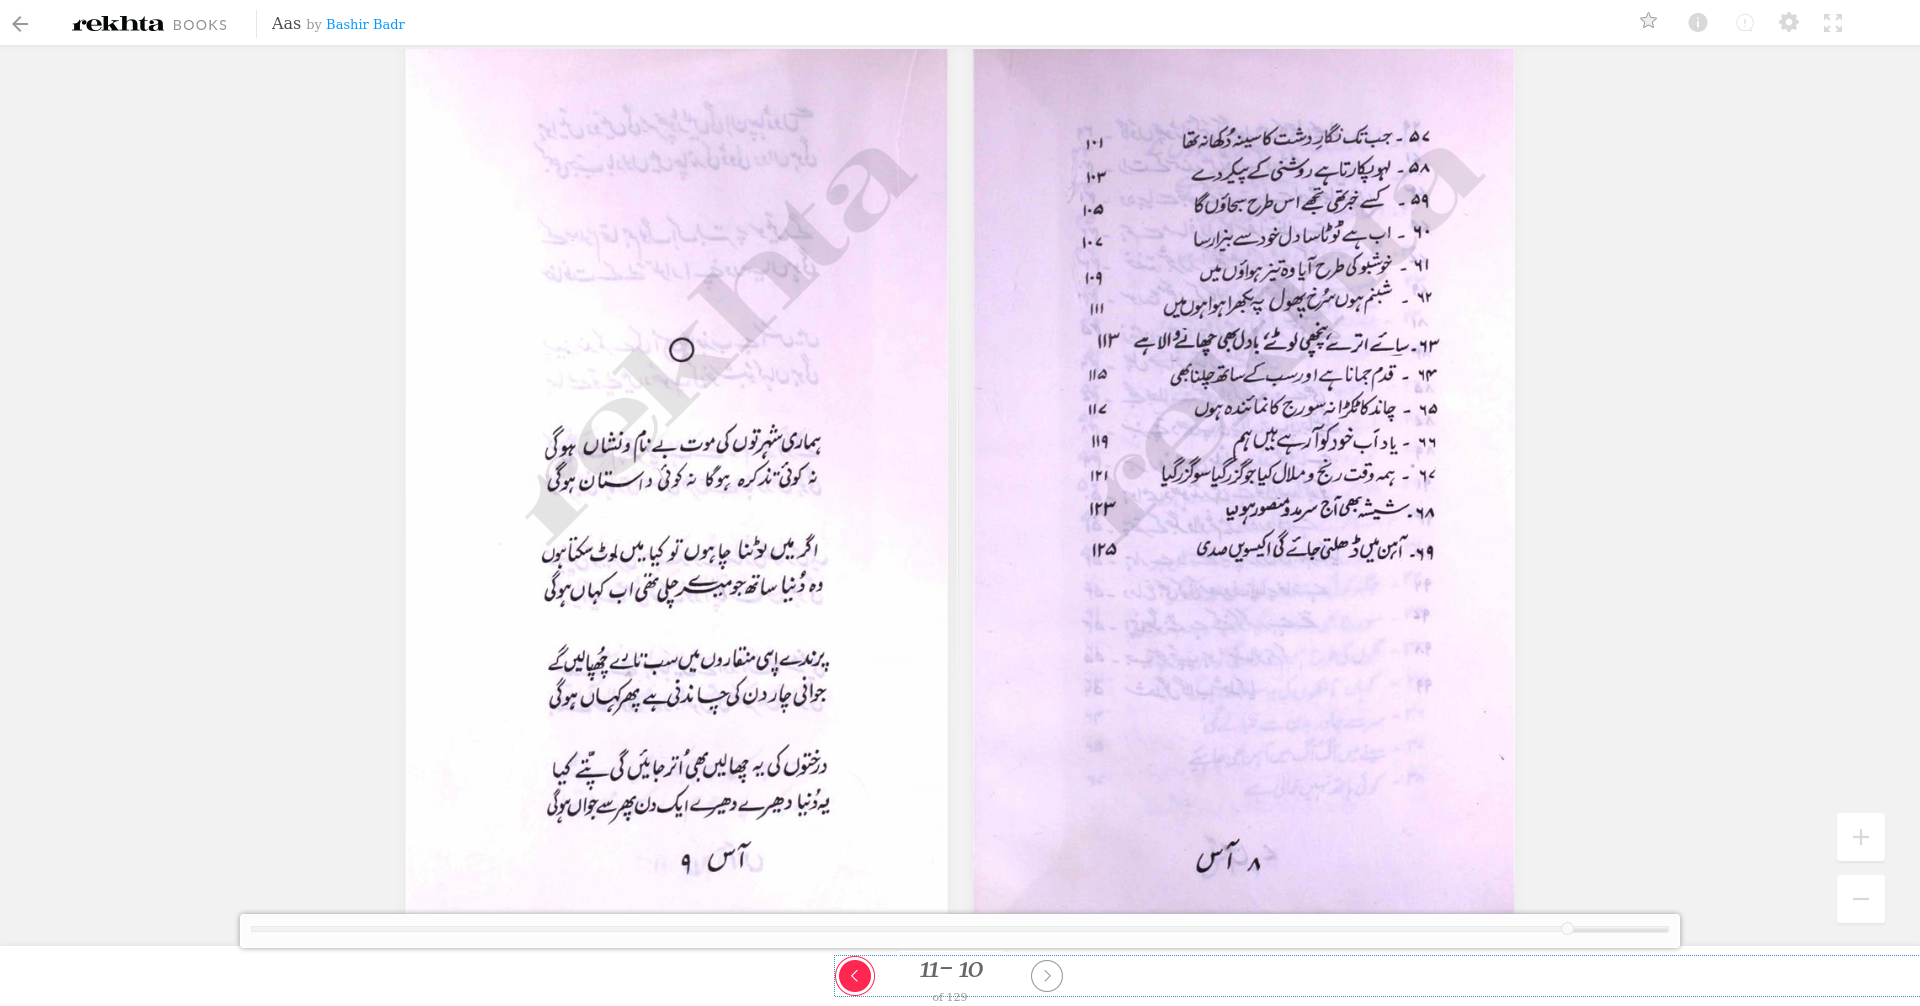 rekhta BOOKS
Aas by Bashir Badr
۵۷ - جب تک نگارِ دشت کا سینہ دُکھا نہ تھا ۱۰۱
۵۸ - لہو پکارتا ہے روشنی کے پیکر دے ۱۰۳
۵۹ - کسے خبر تھی تجھے اس طرح سجاؤں گا ۱۰۵
۶۰ - اب ہے ٹوٹا سا دل خود سے بیزار سا ۱۰۷
۶۱ - خوشبو کی طرح آیا وہ تیز ہواؤں میں ۱۰۹
۶۲ - شبنم ہوں سُرخ پھول پہ بکھرا ہوا ہوں میں ۱۱۱
۶۳ - سائے اترے پنچھی لوٹے، بادل بھی چھانے والا ہے ۱۱۳
۶۴ - قدم جمانا ہے اور سب کے ساتھ چلنا بھی ۱۱۵
۶۵ - چاند کا ٹکڑا نہ سورج کا نمائندہ ہوں ۱۱۷
۶۶ - یاد اب خود کو آ رہے ہیں ہم ۱۱۹
۶۷ - ہمہ وقت رنج و ملال کیا جو گزر گیا سو گزر گیا ۱۲۱
۶۸ - شیشہ بھی آج سرمد و منصور ہو گیا ۱۲۳
۶۹ - آہن میں ڈھلتی جائے گی اکیسویں صدی ۱۲۵
۸ آس
rekhta
ہماری شہرتوں کی موت بے نام و نشاں ہوگی
نہ کوئی تذکرہ ہوگا نہ کوئی داستان ہوگی
اگر میں لوٹنا چاہوں تو کیا میں لوٹ سکتا ہوں
وہ دُنیا ساتھ جو میرے چلی تھی اب کہاں ہوگی
پرندے اپنی منقاروں میں سب تارے چھُپا لیں گے
جوانی چار دن کی چاندنی ہے پھر کہاں ہوگی
درختوں کی یہ چھالیں بھی اُتر جائیں گی پتّے کیا
یہ دُنیا دھیرے دھیرے ایک دن پھر سے جواں ہوگی
آس ۹
rekhta
11- 10
of 129